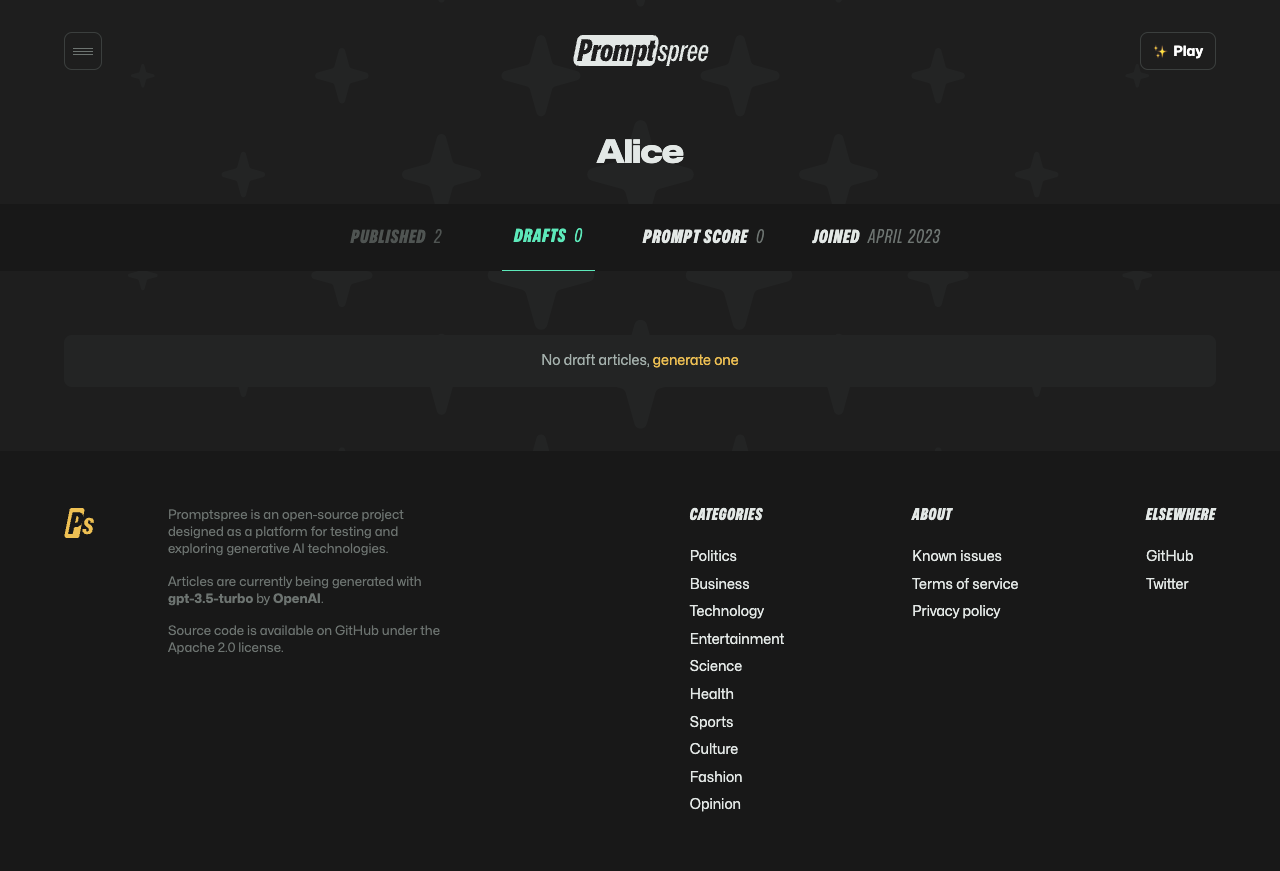 Promptspree
✨ Play
Alice
PUBLISHED 2
DRAFTS 0
PROMPT SCORE 0
JOINED APRIL 2023
No draft articles, generate one
Ps
Promptspree is an open-source project
designed as a platform for testing and
exploring generative AI technologies.
Articles are currently being generated with
gpt-3.5-turbo by OpenAI.
Source code is available on GitHub under the
Apache 2.0 license.
CATEGORIES
Politics
Business
Technology
Entertainment
Science
Health
Sports
Culture
Fashion
Opinion
ABOUT
Known issues
Terms of service
Privacy policy
ELSEWHERE
GitHub
Twitter